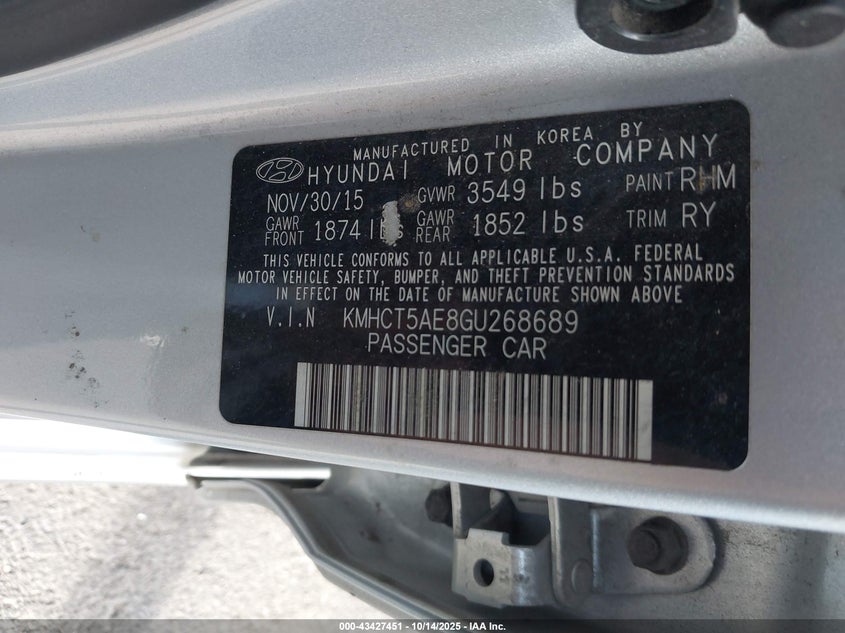 MANUFACTURED IN KOREA BY
HYUNDAI MOTOR COMPANY
NOV/30/15 GVWR 3549 lbs PAINT RHM
GAWR FRONT 1874 lbs GAWR REAR 1852 lbs TRIM RY
THIS VEHICLE CONFORMS TO ALL APPLICABLE U.S.A. FEDERAL
MOTOR VEHICLE SAFETY, BUMPER, AND THEFT PREVENTION STANDARDS
IN EFFECT ON THE DATE OF MANUFACTURE SHOWN ABOVE
V.I.N KMHCT5AE8GU268689
PASSENGER CAR
000-43427451 - 10/14/2025 - IAA Inc.